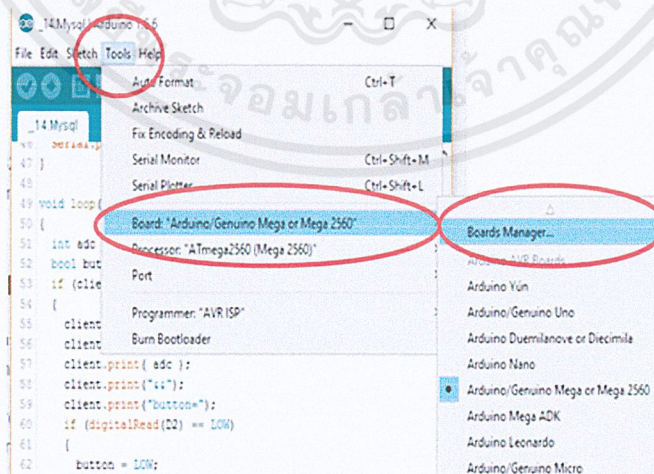 _14.Mysql | Arduino 1.6.6
File Edit Sketch Tools Help
_14.Mysql
Auto Format Ctrl+T
Archive Sketch
Fix Encoding & Reload
Serial Monitor Ctrl+Shift+M
Serial Plotter Ctrl+Shift+L
Board: "Arduino/Genuino Mega or Mega 2560"
Processor: "ATmega2560 (Mega 2560)"
Port
Programmer: "AVR ISP"
Burn Bootloader
Boards Manager...
Arduino AVR Boards
Arduino Yún
Arduino/Genuino Uno
Arduino Duemilanove or Diecimila
Arduino Nano
Arduino/Genuino Mega or Mega 2560
Arduino Mega ADK
Arduino Leonardo
Arduino/Genuino Micro
47 }
48
49 void loop(
50 {
51 int adc
52 bool but
53 if (clie
54 {
55 client
56 client
57 client.print( adc );
58 client.print("&&");
59 client.print("button=");
60 if (digitalRead(D2) == LOW)
61 {
62 button = LOW;